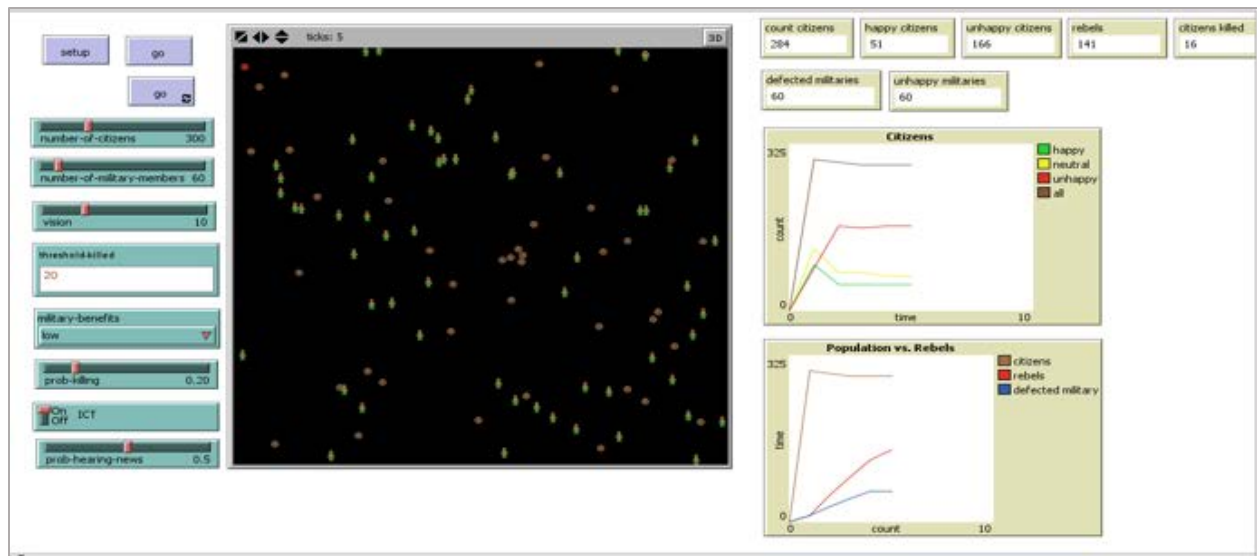 setup
go
go
number-of-citizens 300
number-of-military-members 60
vision 10
threshold-killed
20
military-benefits
low
prob-killing 0.20
On
Off
ICT
prob-hearing-news 0.5
ticks: 5
3D
count citizens
284
happy citizens
51
unhappy citizens
166
rebels
141
citizens killed
16
defected militaries
60
unhappy militaries
60
Citizens
325
count
0
0
time
10
happy
neutral
unhappy
all
Population vs. Rebels
325
time
0
0
count
10
citizens
rebels
defected military